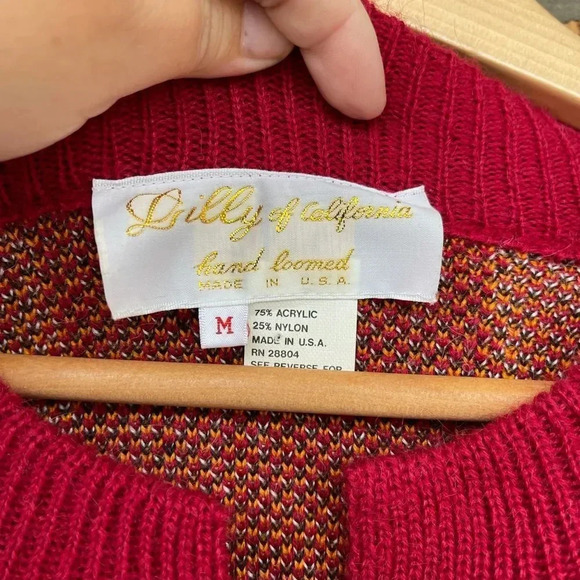 Lilly of California
hand loomed
MADE IN U.S.A.
M
75% ACRYLIC
25% NYLON
MADE IN U.S.A.
RN 28804
SEE REVERSE FOR